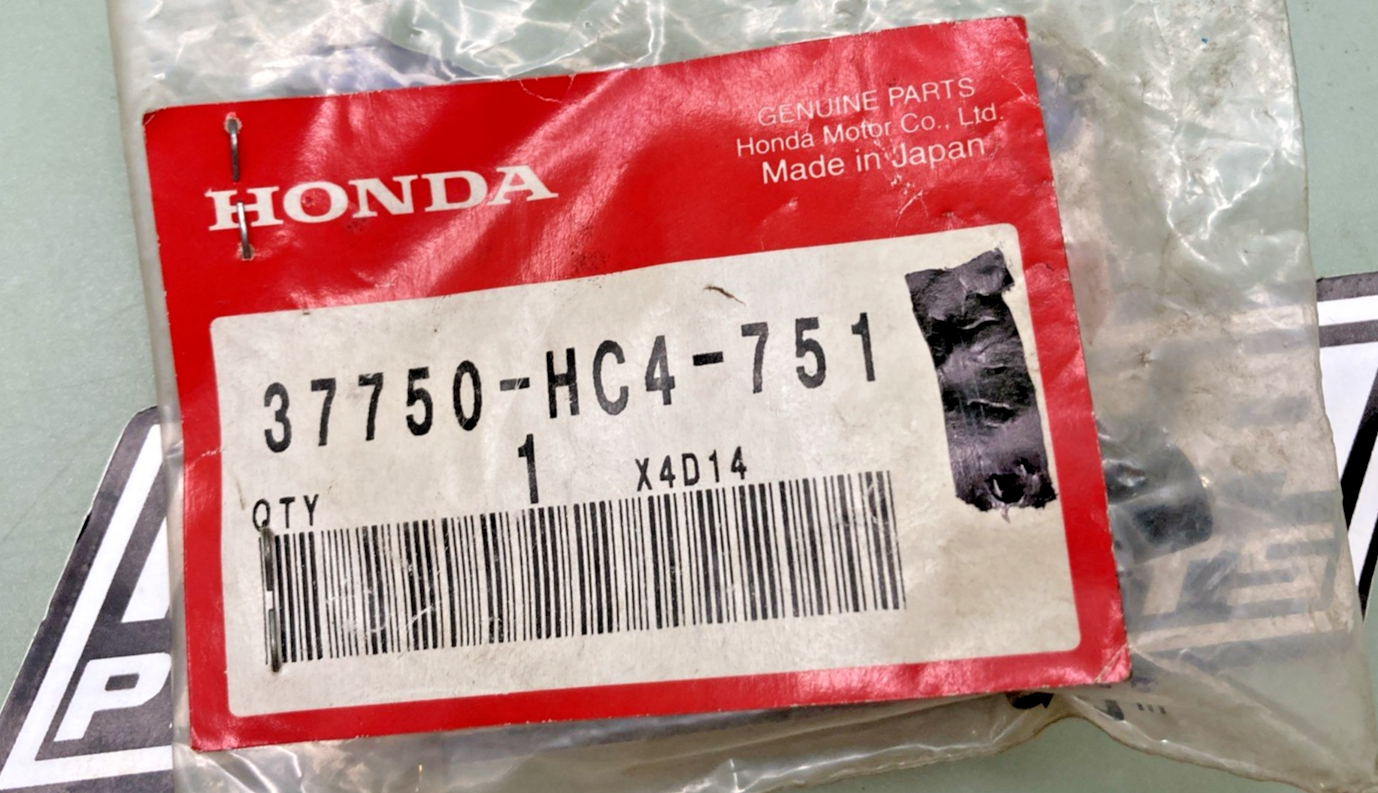 GENUINE PARTS
Honda Motor Co., Ltd.
Made in Japan
HONDA
37750-HC4-751
1 X4D14
QTY
P